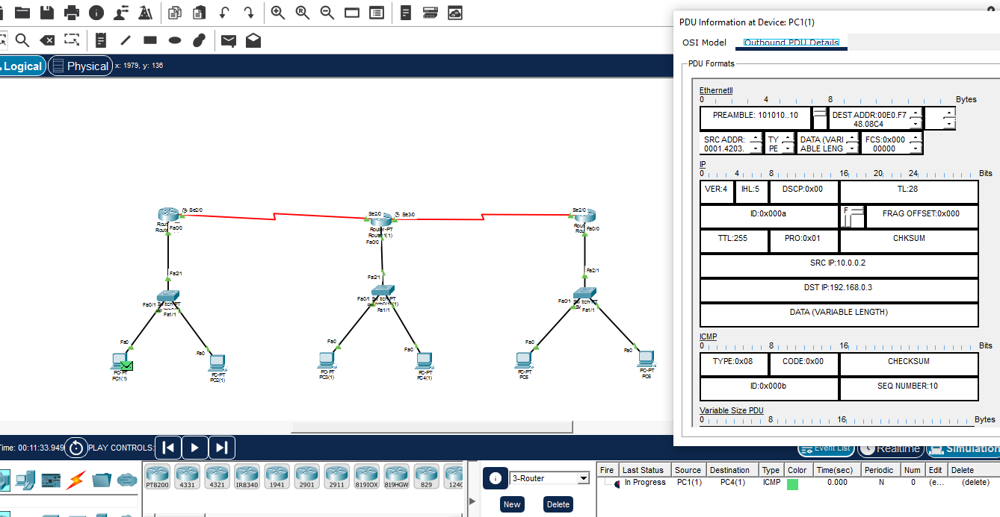 PDU Information at Device: PC1(1)
OSI Model
Outbound PDU Details
PDU Formats
Logical
Physical
x: 1979, y: 136
EthernetII
0 4 8 Bytes
PREAMBLE: 101010..10
DEST ADDR:00E0.F7
48.08C4
SRC ADDR:
0001.4203.
TY
PE
DATA (VARI
ABLE LENG
FCS:0x000
00000
IP
0 4 8 16 20 24 Bits
VER:4
IHL:5
DSCP:0x00
TL:28
ID:0x000a
F
FRAG OFFSET:0x000
TTL:255
PRO:0x01
CHKSUM
SRC IP:10.0.0.2
DST IP:192.168.0.3
DATA (VARIABLE LENGTH)
ICMP
0 8 16 Bits
TYPE:0x08
CODE:0x00
CHECKSUM
ID:0x000b
SEQ NUMBER:10
Variable Size PDU
0 8 16 Bytes
Se2/0
Fa0/0
Se2/0
Se3/0
Router-PT
Fa0/0
Se2/0
Fa0/0
Fa2/1
Fa0/1
Fa1/1
Fa2/1
Fa0/1
Fa1/1
Fa2/1
Fa0/1
Fa1/1
Fa0
Fa0
Fa0
Fa0
Fa0
Fa0
PC-PT
PC1(1)
PC-PT
PC2(1)
PC-PT
PC3(1)
PC-PT
PC4(1)
PC-PT
PC5
PC-PT
PC6
Time: 00:11:33.949
PLAY CONTROLS:
Event List
Realtime
Simulation
PT8200
4331
4321
IR8340
1941
2901
2911
819IOX
819HGW
829
1240
3-Router
New
Delete
Fire Last Status Source Destination Type Color Time(sec) Periodic Num Edit Delete
In Progress PC1(1) PC4(1) ICMP 0.000 N 0 (e... (delete)